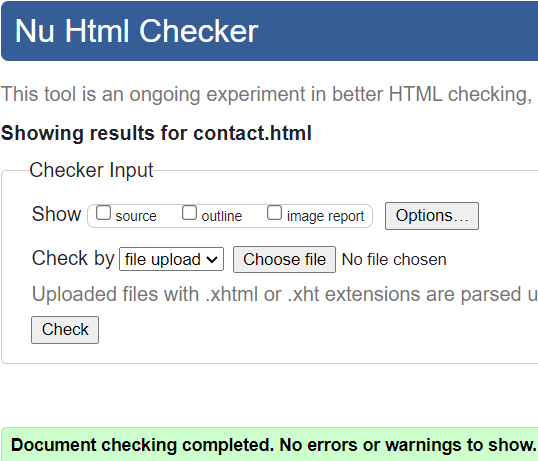 Nu Html Checker
This tool is an ongoing experiment in better HTML checking,
Showing results for contact.html
Checker Input
Show source outline image report Options...
Check by file upload Choose file No file chosen
Uploaded files with .xhtml or .xht extensions are parsed u
Check
Document checking completed. No errors or warnings to show.